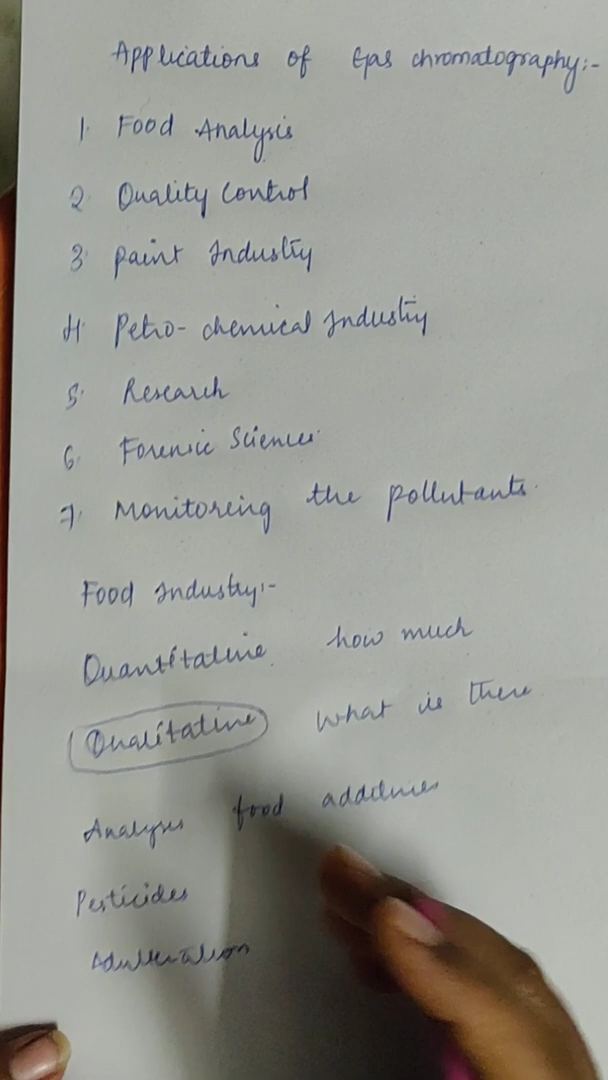 Applications of Gas chromatography:-
1. Food Analysis
2. Quality Control
3. paint Industry
4. Petro-chemical Industry
5. Research
6. Forensic Sciences.
7. Monitoring the pollutants.
Food Industry:-
Quantitative how much
Qualitative what is there
Analyses food additives
Pesticides
Adulteration